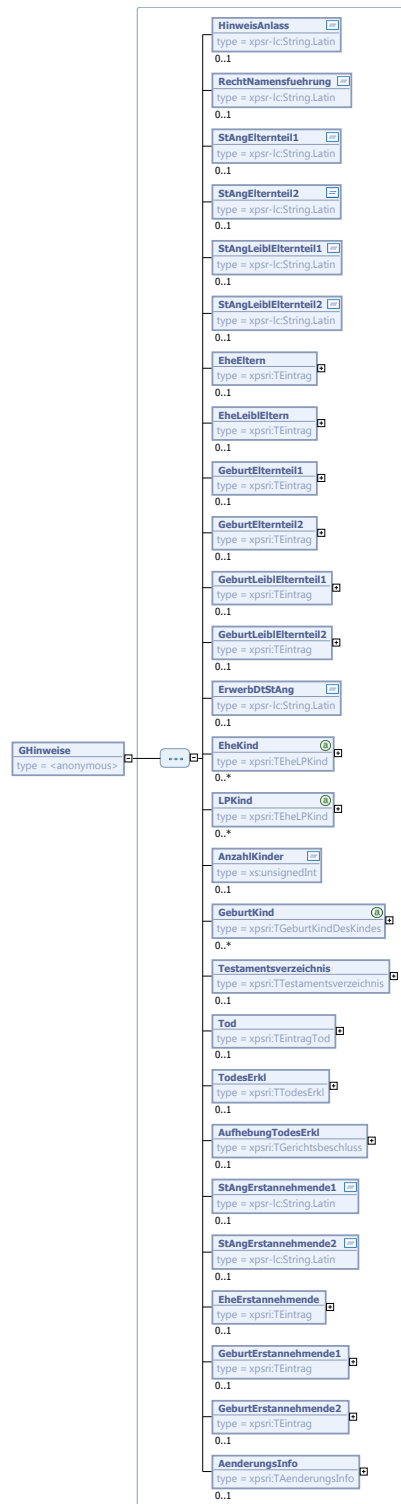 HinweisAnlass
type = xpsr-lc:String.Latin
0..1
RechtNamensfuehrung
type = xpsr-lc:String.Latin
0..1
StAngElternteil1
type = xpsr-lc:String.Latin
0..1
StAngElternteil2
type = xpsr-lc:String.Latin
0..1
StAngLeiblElternteil1
type = xpsr-lc:String.Latin
0..1
StAngLeiblElternteil2
type = xpsr-lc:String.Latin
0..1
EheEltern
type = xpsri:TEintrag
0..1
EheLeiblEltern
type = xpsri:TEintrag
0..1
GeburtElternteil1
type = xpsri:TEintrag
0..1
GeburtElternteil2
type = xpsri:TEintrag
0..1
GeburtLeiblElternteil1
type = xpsri:TEintrag
0..1
GeburtLeiblElternteil2
type = xpsri:TEintrag
0..1
ErwerbDtStAng
type = xpsr-lc:String.Latin
0..1
GHinweise
type = <anonymous>
EheKind
type = xpsri:TEheLPKind
0..*
LPKind
type = xpsri:TEheLPKind
0..*
AnzahlKinder
type = xs:unsignedInt
0..1
GeburtKind
type = xpsri:TGeburtKindDesKindes
0..*
Testamentsverzeichnis
type = xpsri:TTestamentsverzeichnis
0..1
Tod
type = xpsri:TEintragTod
0..1
TodesErkl
type = xpsri:TTodesErkl
0..1
AufhebungTodesErkl
type = xpsri:TGerichtsbeschluss
0..1
StAngErstannehmende1
type = xpsr-lc:String.Latin
0..1
StAngErstannehmende2
type = xpsr-lc:String.Latin
0..1
EheErstannehmende
type = xpsri:TEintrag
0..1
GeburtErstannehmende1
type = xpsri:TEintrag
0..1
GeburtErstannehmende2
type = xpsri:TEintrag
0..1
AenderungsInfo
type = xpsri:TAenderungsInfo
0..1